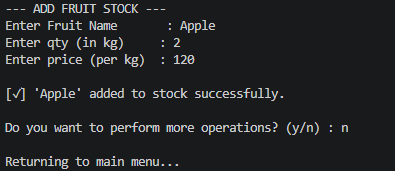 --- ADD FRUIT STOCK ---
Enter Fruit Name       : Apple
Enter qty (in kg)     : 2
Enter price (per kg)  : 120

[✓] 'Apple' added to stock successfully.

Do you want to perform more operations? (y/n) : n

Returning to main menu...